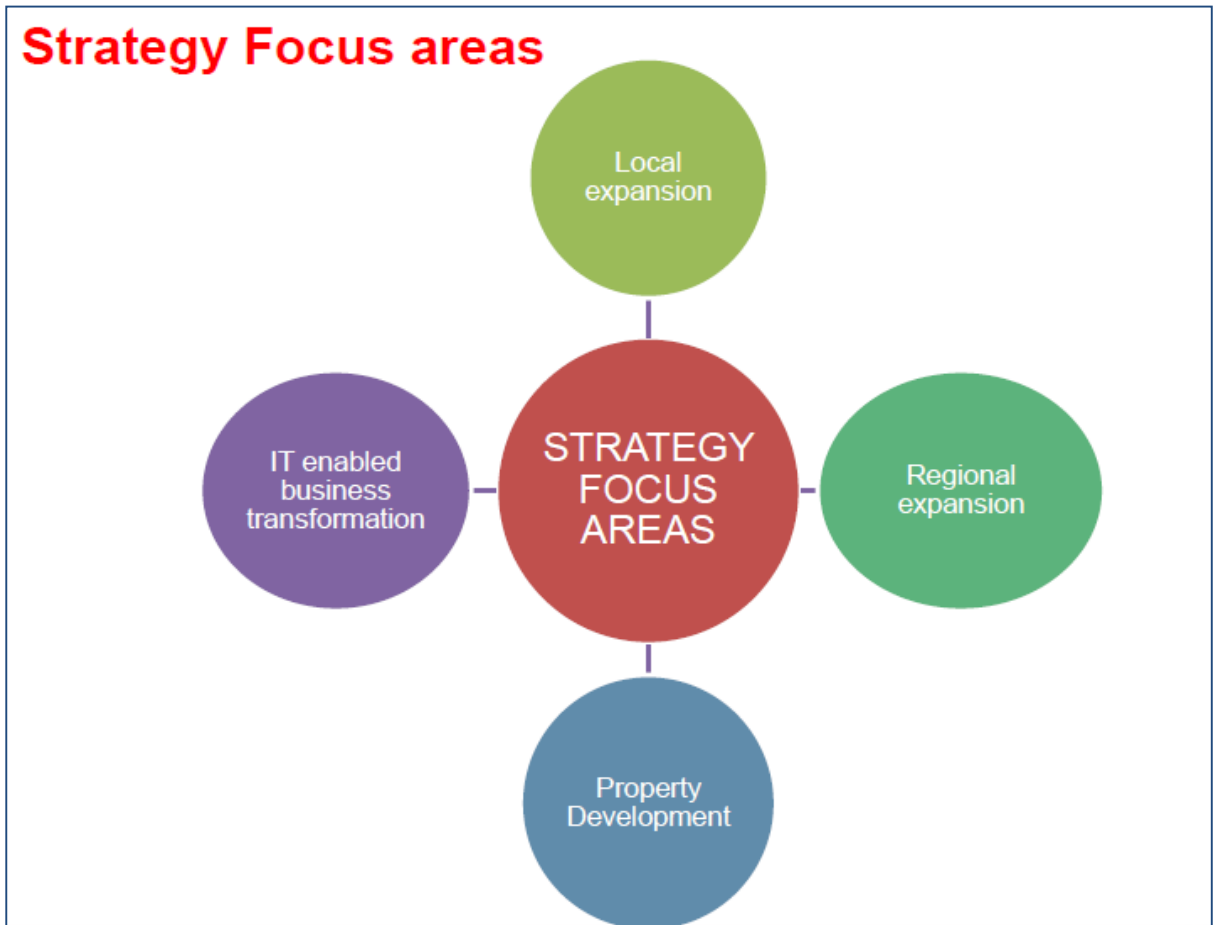 Strategy Focus areas
Local
expansion
IT enabled
business
transformation
STRATEGY
FOCUS
AREAS
Regional
expansion
Property
Development